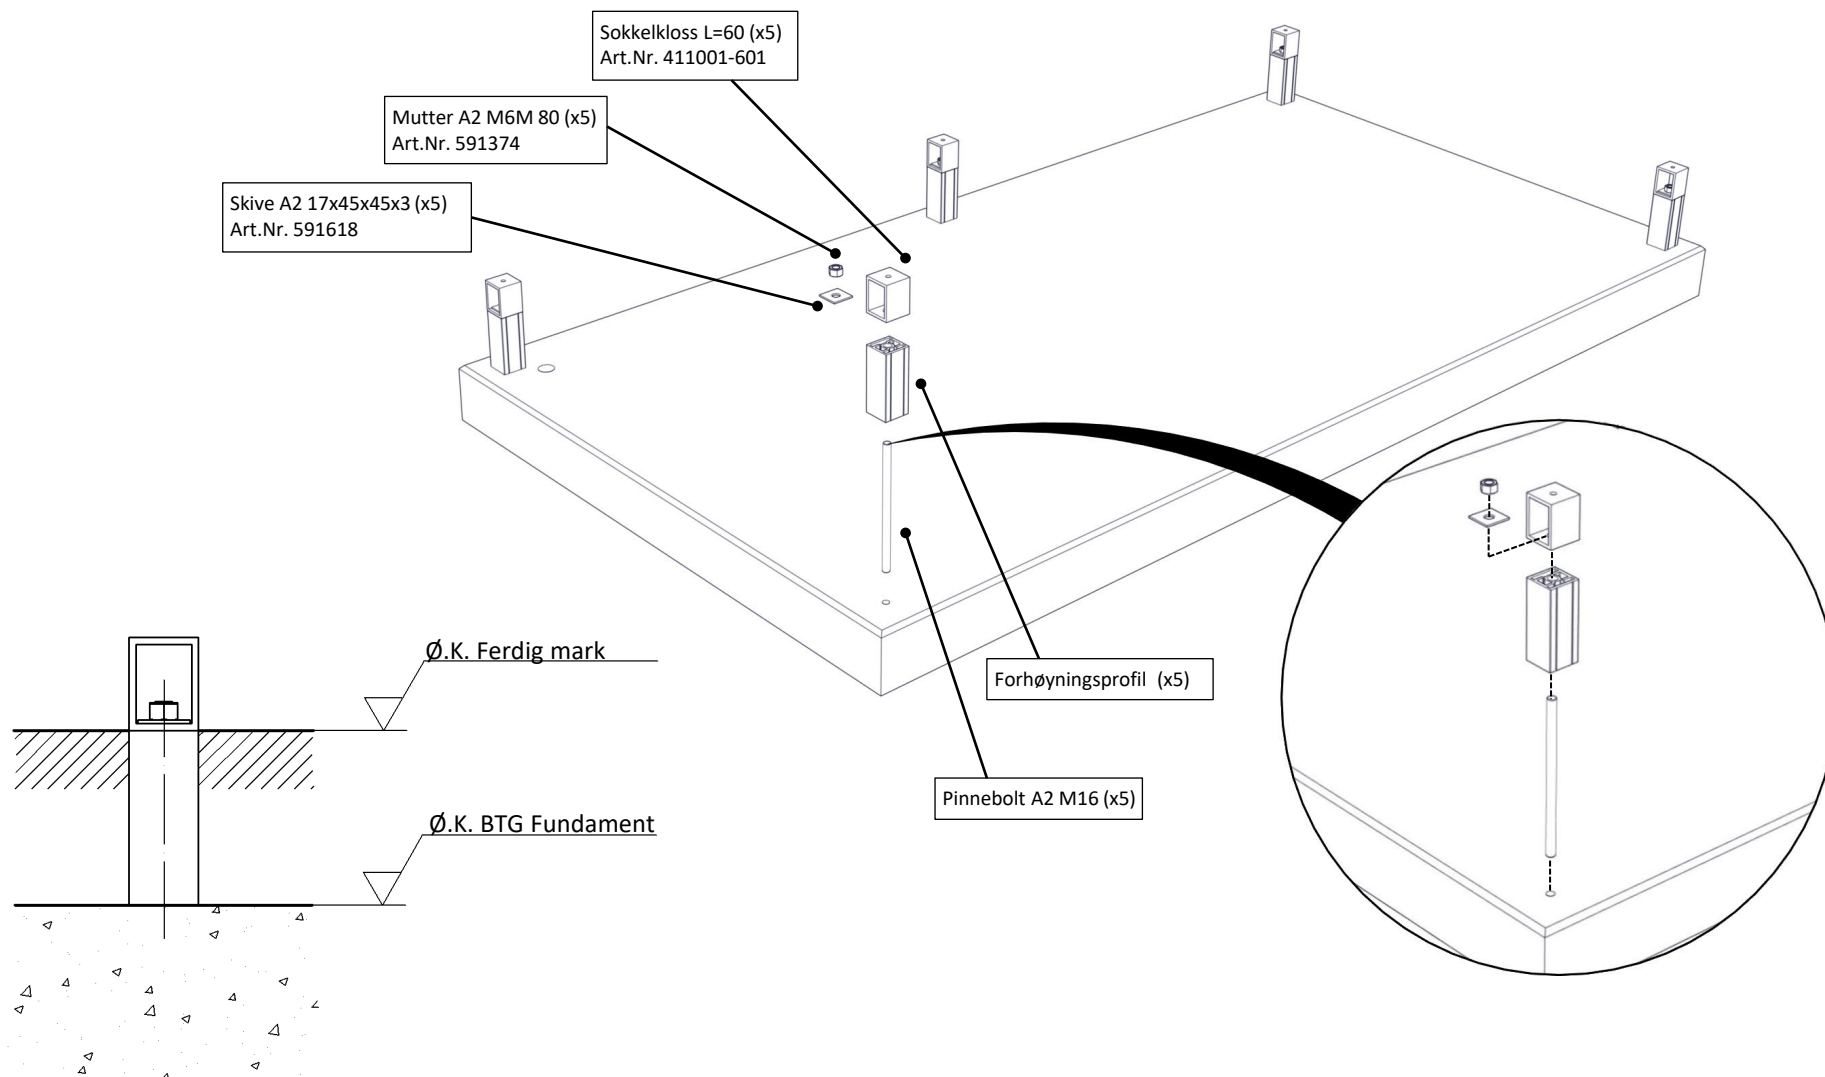 Sokkelkloss L=60 (x5)
Art.Nr. 411001-601
Mutter A2 M6M 80 (x5)
Art.Nr. 591374
Skive A2 17x45x45x3 (x5)
Art.Nr. 591618
Forhøyningsprofil (x5)
Pinnebolt A2 M16 (x5)
Ø.K. Ferdig mark
Ø.K. BTG Fundament